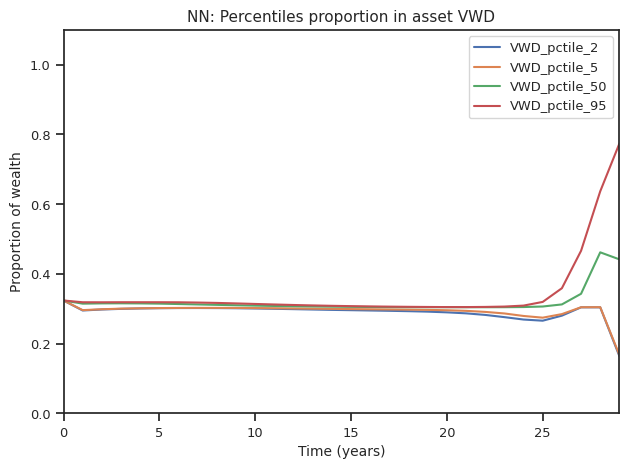 NN: Percentiles proportion in asset VWD
VWD_pctile_2
VWD_pctile_5
VWD_pctile_50
VWD_pctile_95
Proportion of wealth
1.0
0.8
0.6
0.4
0.2
0.0
0 5 10 15 20 25
Time (years)